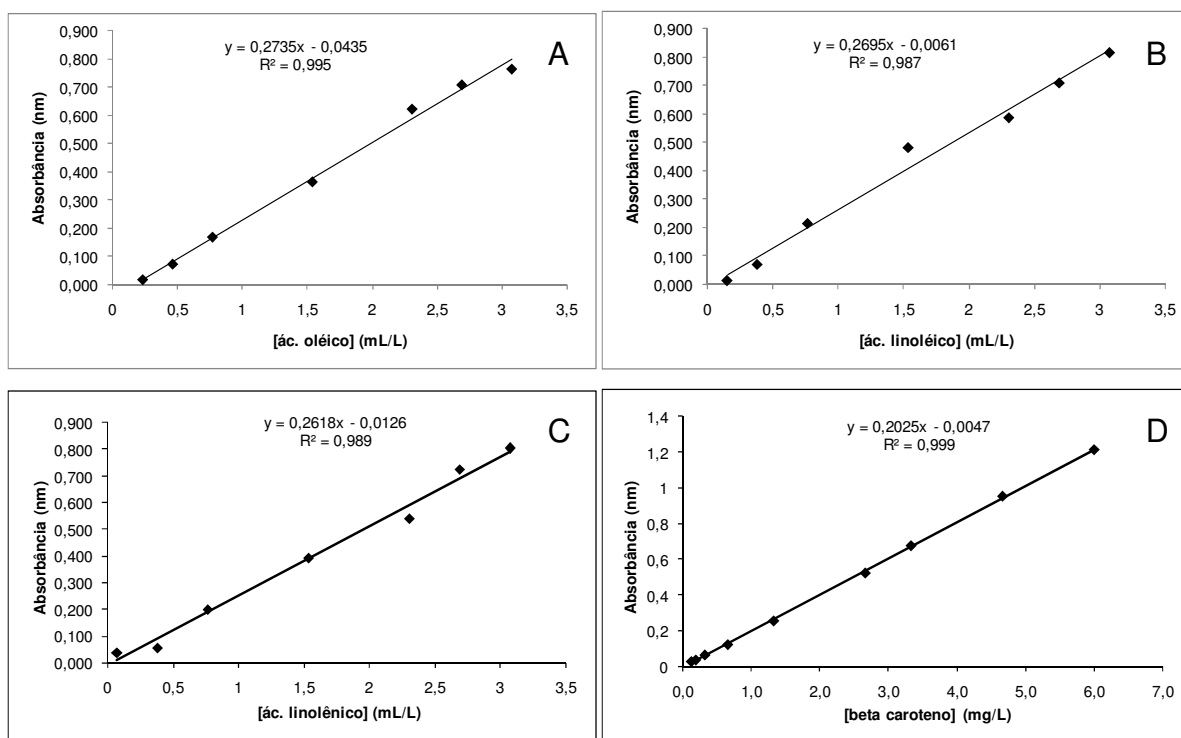 A
y = 0,2735x - 0,0435
R² = 0,995
Absorbância (nm)
0,900
0,800
0,700
0,600
0,500
0,400
0,300
0,200
0,100
0,000
0 0,5 1 1,5 2 2,5 3 3,5
[ác. oléico] (mL/L)
B
y = 0,2695x - 0,0061
R² = 0,987
Absorbância (nm)
0,900
0,800
0,700
0,600
0,500
0,400
0,300
0,200
0,100
0,000
0 0,5 1 1,5 2 2,5 3 3,5
[ác. linoléico] (mL/L)
C
y = 0,2618x - 0,0126
R² = 0,989
Absorbância (nm)
0,900
0,800
0,700
0,600
0,500
0,400
0,300
0,200
0,100
0,000
0 0,5 1 1,5 2 2,5 3 3,5
[ác. linolênico] (mL/L)
D
y = 0,2025x - 0,0047
R² = 0,999
Absorbância (nm)
1,4
1,2
1
0,8
0,6
0,4
0,2
0
0,0 1,0 2,0 3,0 4,0 5,0 6,0 7,0
[beta caroteno] (mg/L)